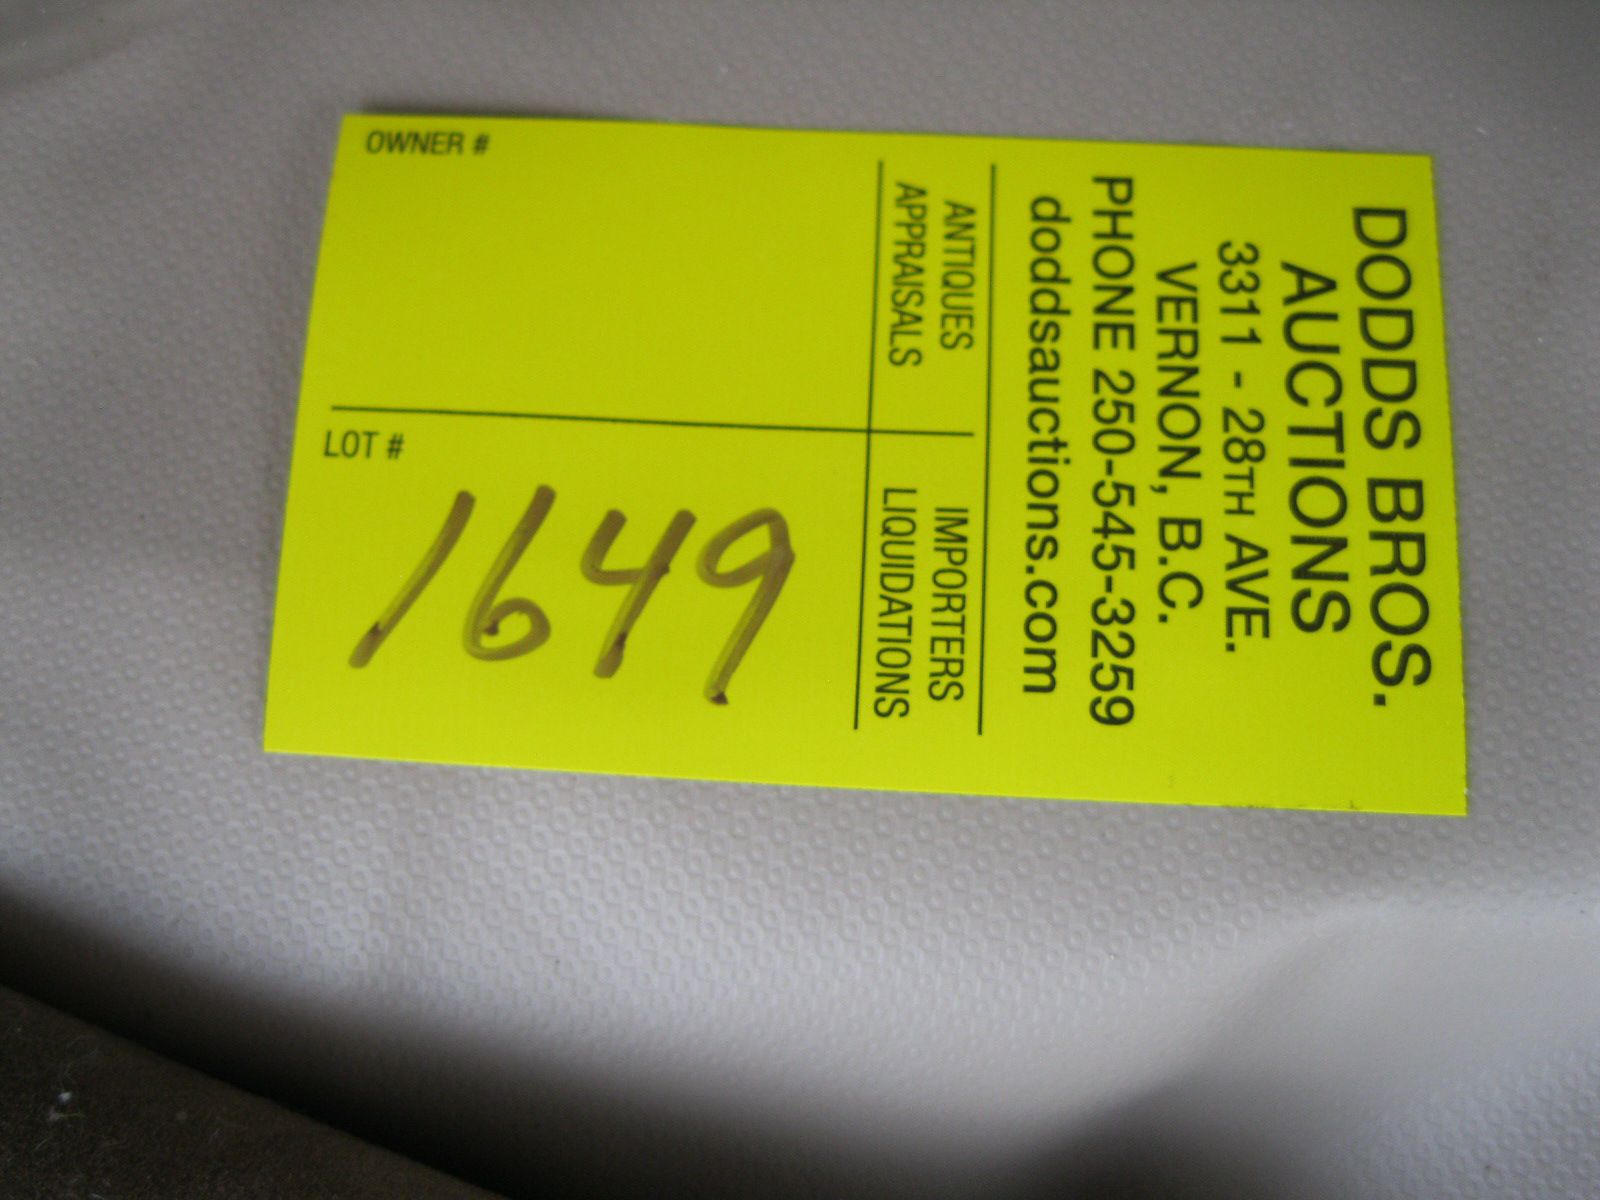 DODDS BROS.
AUCTIONS
3311 - 28TH AVE.
VERNON, B.C.
PHONE 250-545-3259
doddsauctions.com
ANTIQUES
APPRAISALS
IMPORTERS
LIQUIDATIONS
OWNER #
LOT #
1649